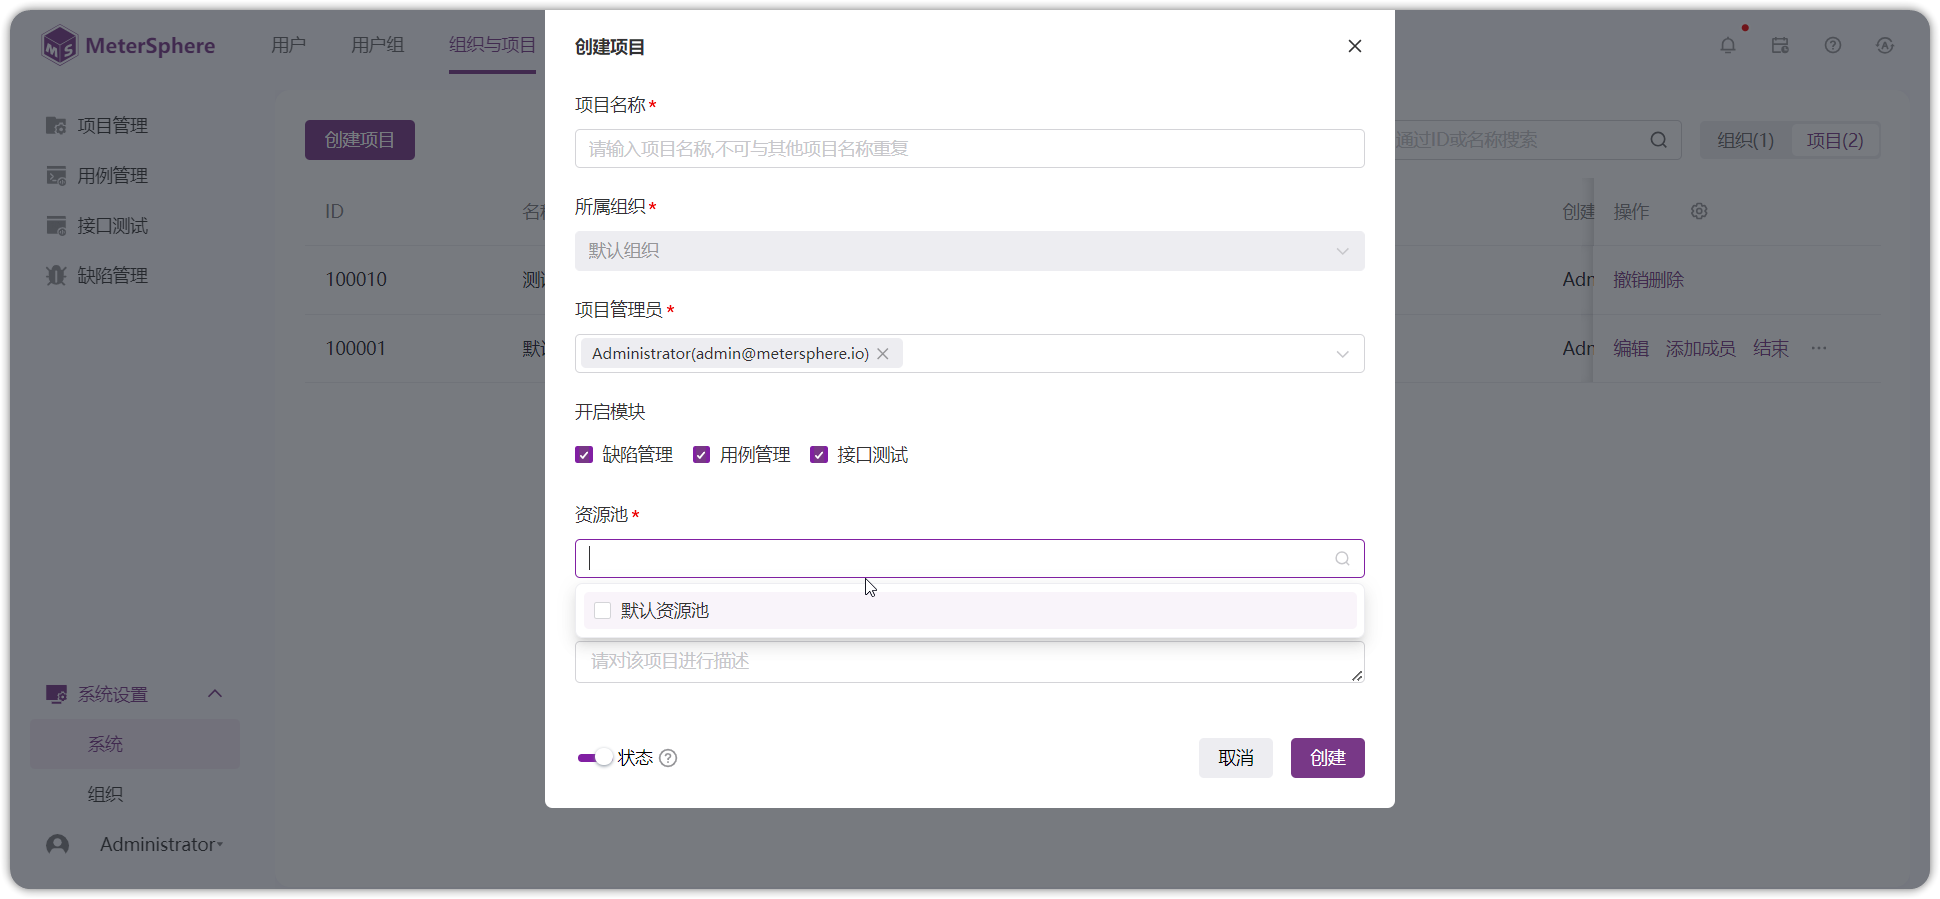 MeterSphere
用户
用户组
组织与项目
项目管理
用例管理
接口测试
缺陷管理
系统设置
系统
组织
Administrator
创建项目
通过ID或名称搜索
组织(1)
项目(2)
ID
创建
操作
100010
Adn
撤销删除
100001
Adn
编辑
添加成员
结束
创建项目
项目名称*
请输入项目名称,不可与其他项目名称重复
所属组织*
默认组织
项目管理员*
Administrator(admin@metersphere.io)
开启模块
缺陷管理
用例管理
接口测试
资源池*
默认资源池
请对该项目进行描述
状态
取消
创建